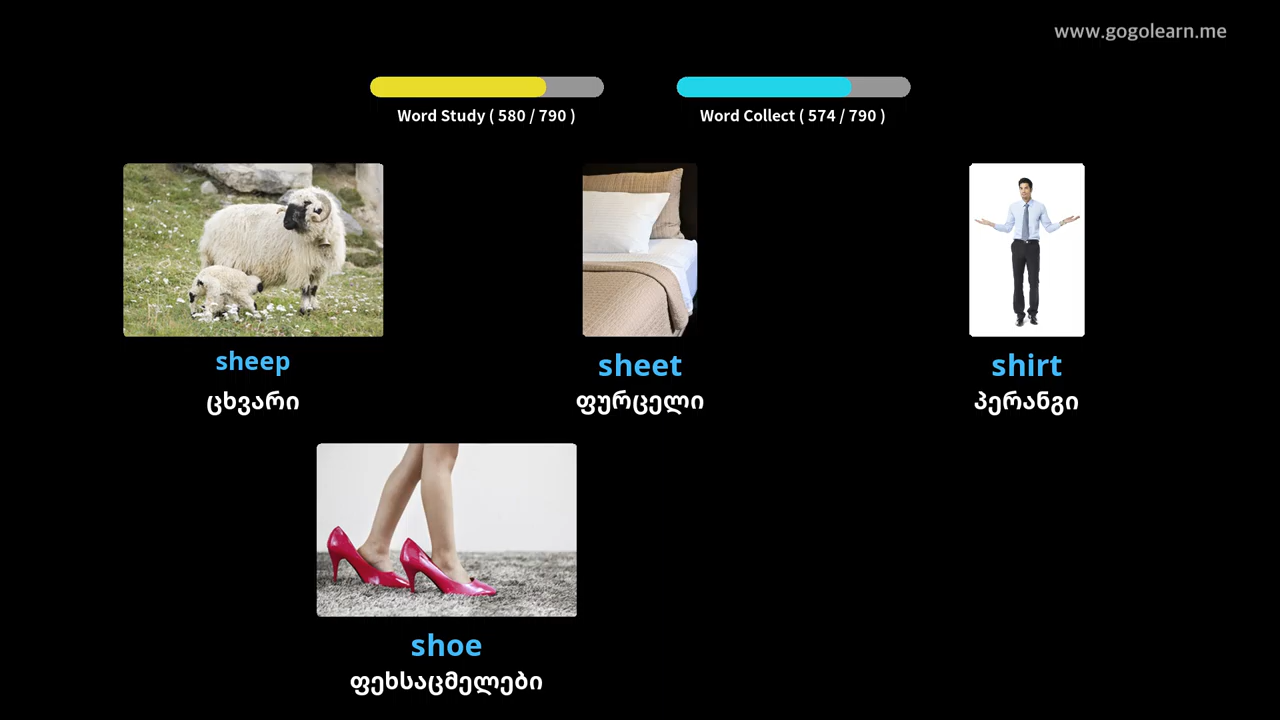 www.gogolearn.me
Word Study ( 580 / 790 )
Word Collect ( 574 / 790 )
sheep
ცხვარი
sheet
ფურცელი
shirt
პერანგი
shoe
ფეხსაცმელები